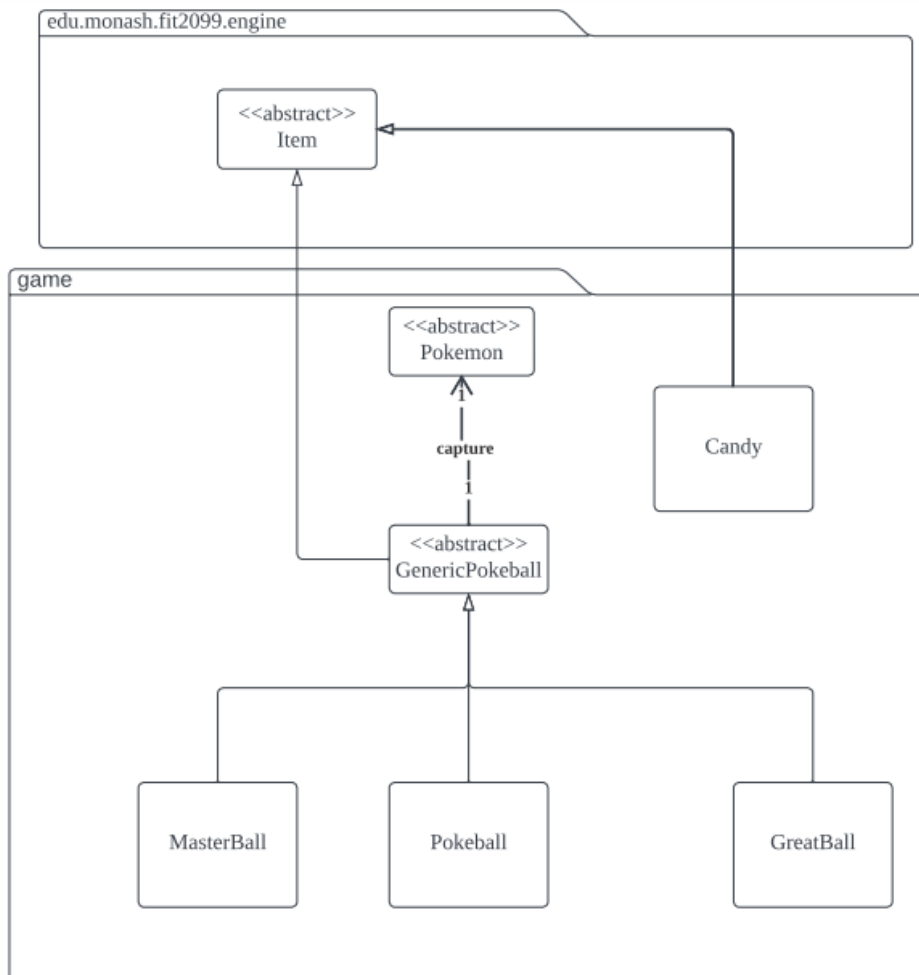 edu.monash.fit2099.engine
<<abstract>>
Item
game
<<abstract>>
Pokemon
1
capture
1
Candy
<<abstract>>
GenericPokeball
MasterBall
Pokeball
GreatBall